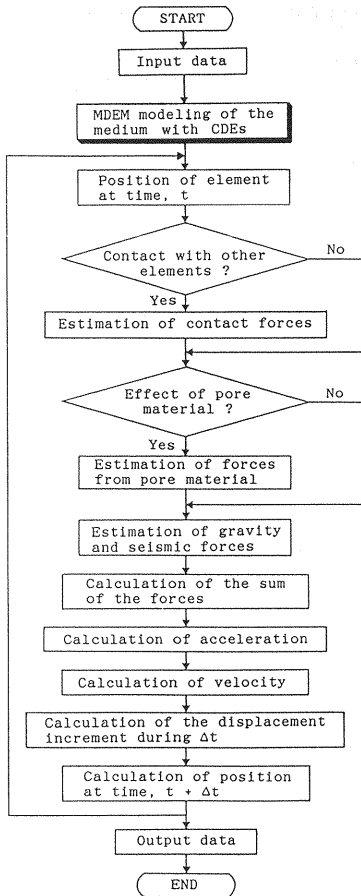 START
Input data
MDEM modeling of the
medium with CDEs
Position of element
at time, t
Contact with other
elements ?
No
Yes
Estimation of contact forces
Effect of pore
material ?
No
Yes
Estimation of forces
from pore material
Estimation of gravity
and seismic forces
Calculation of the sum
of the forces
Calculation of acceleration
Calculation of velocity
Calculation of the displacement
increment during Δt
Calculation of position
at time, t + Δt
Output data
END